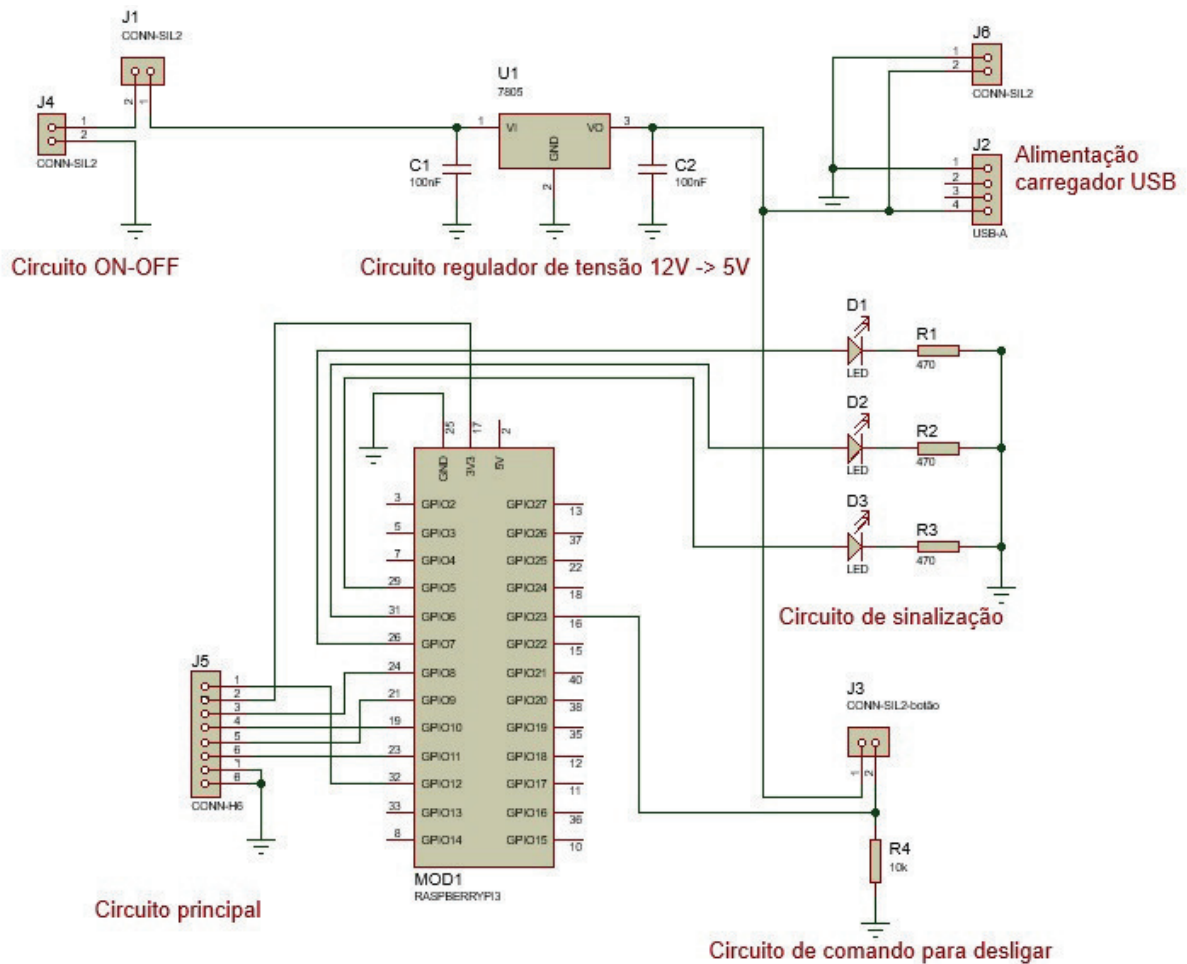 J1
CONN-SIL2
2
1
J4
1
2
CONN-SIL2
Circuito ON-OFF
U1
7805
1
VI
VO
3
GND
2
C1
100nF
C2
100nF
Circuito regulador de tensão 12V -> 5V
J6
1
2
CONN-SIL2
J2
1
2
3
4
USB-A
Alimentação
carregador USB
D1
LED
R1
470
D2
LED
R2
470
D3
LED
R3
470
Circuito de sinalização
25
17
2
GND
3V3
5V
3
GPIO2
GPIO27
13
5
GPIO3
GPIO26
37
7
GPIO4
GPIO25
22
29
GPIO5
GPIO24
18
31
GPIO6
GPIO23
16
26
GPIO7
GPIO22
15
24
GPIO8
GPIO21
40
21
GPIO9
GPIO20
38
19
GPIO10
GPIO19
35
23
GPIO11
GPIO18
12
32
GPIO12
GPIO17
11
33
GPIO13
GPIO16
36
8
GPIO14
GPIO15
10
MOD1
RASPBERRYPI3
J5
1
2
3
4
5
6
7
8
CONN-H6
Circuito principal
J3
CONN-SIL2-botão
1
2
R4
10k
Circuito de comando para desligar